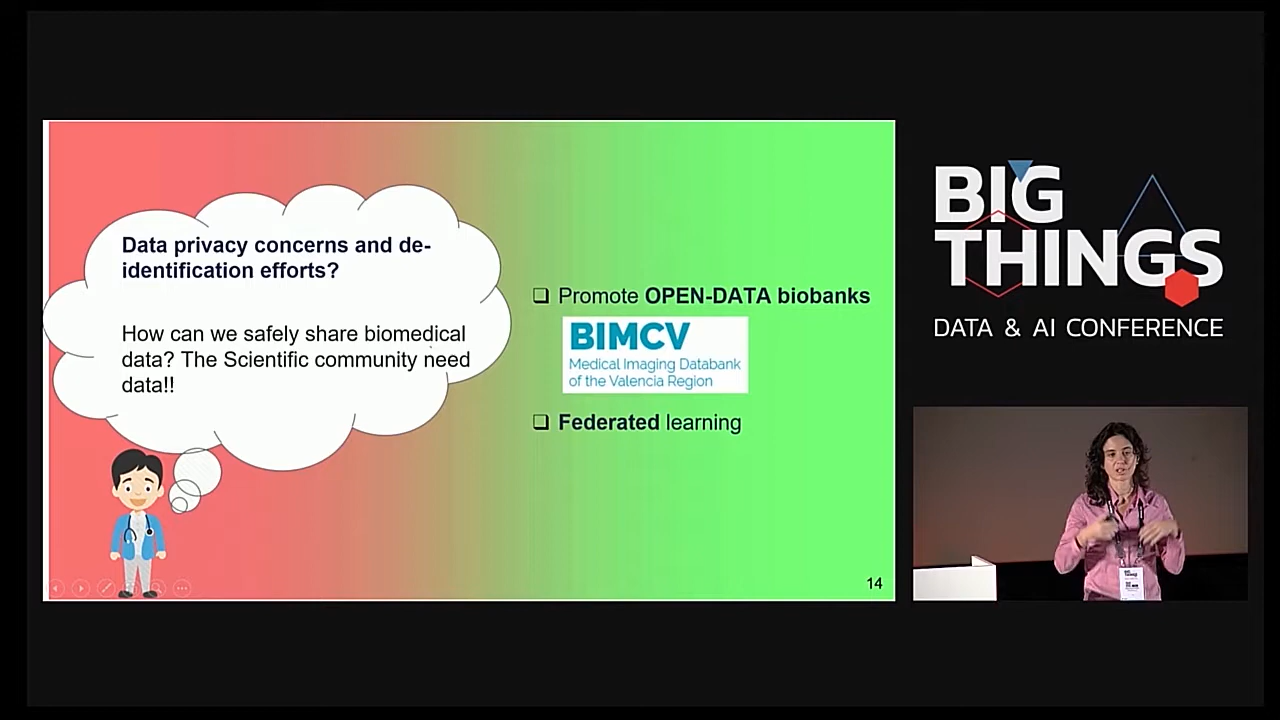 Data privacy concerns and de-
identification efforts?
How can we safely share biomedical
data? The Scientific community need
data!!
❑ Promote OPEN-DATA biobanks
BIMCV
Medical Imaging Databank
of the Valencia Region
❑ Federated learning
14
BIG
THINGS
DATA & AI CONFERENCE
BIG
THINGS